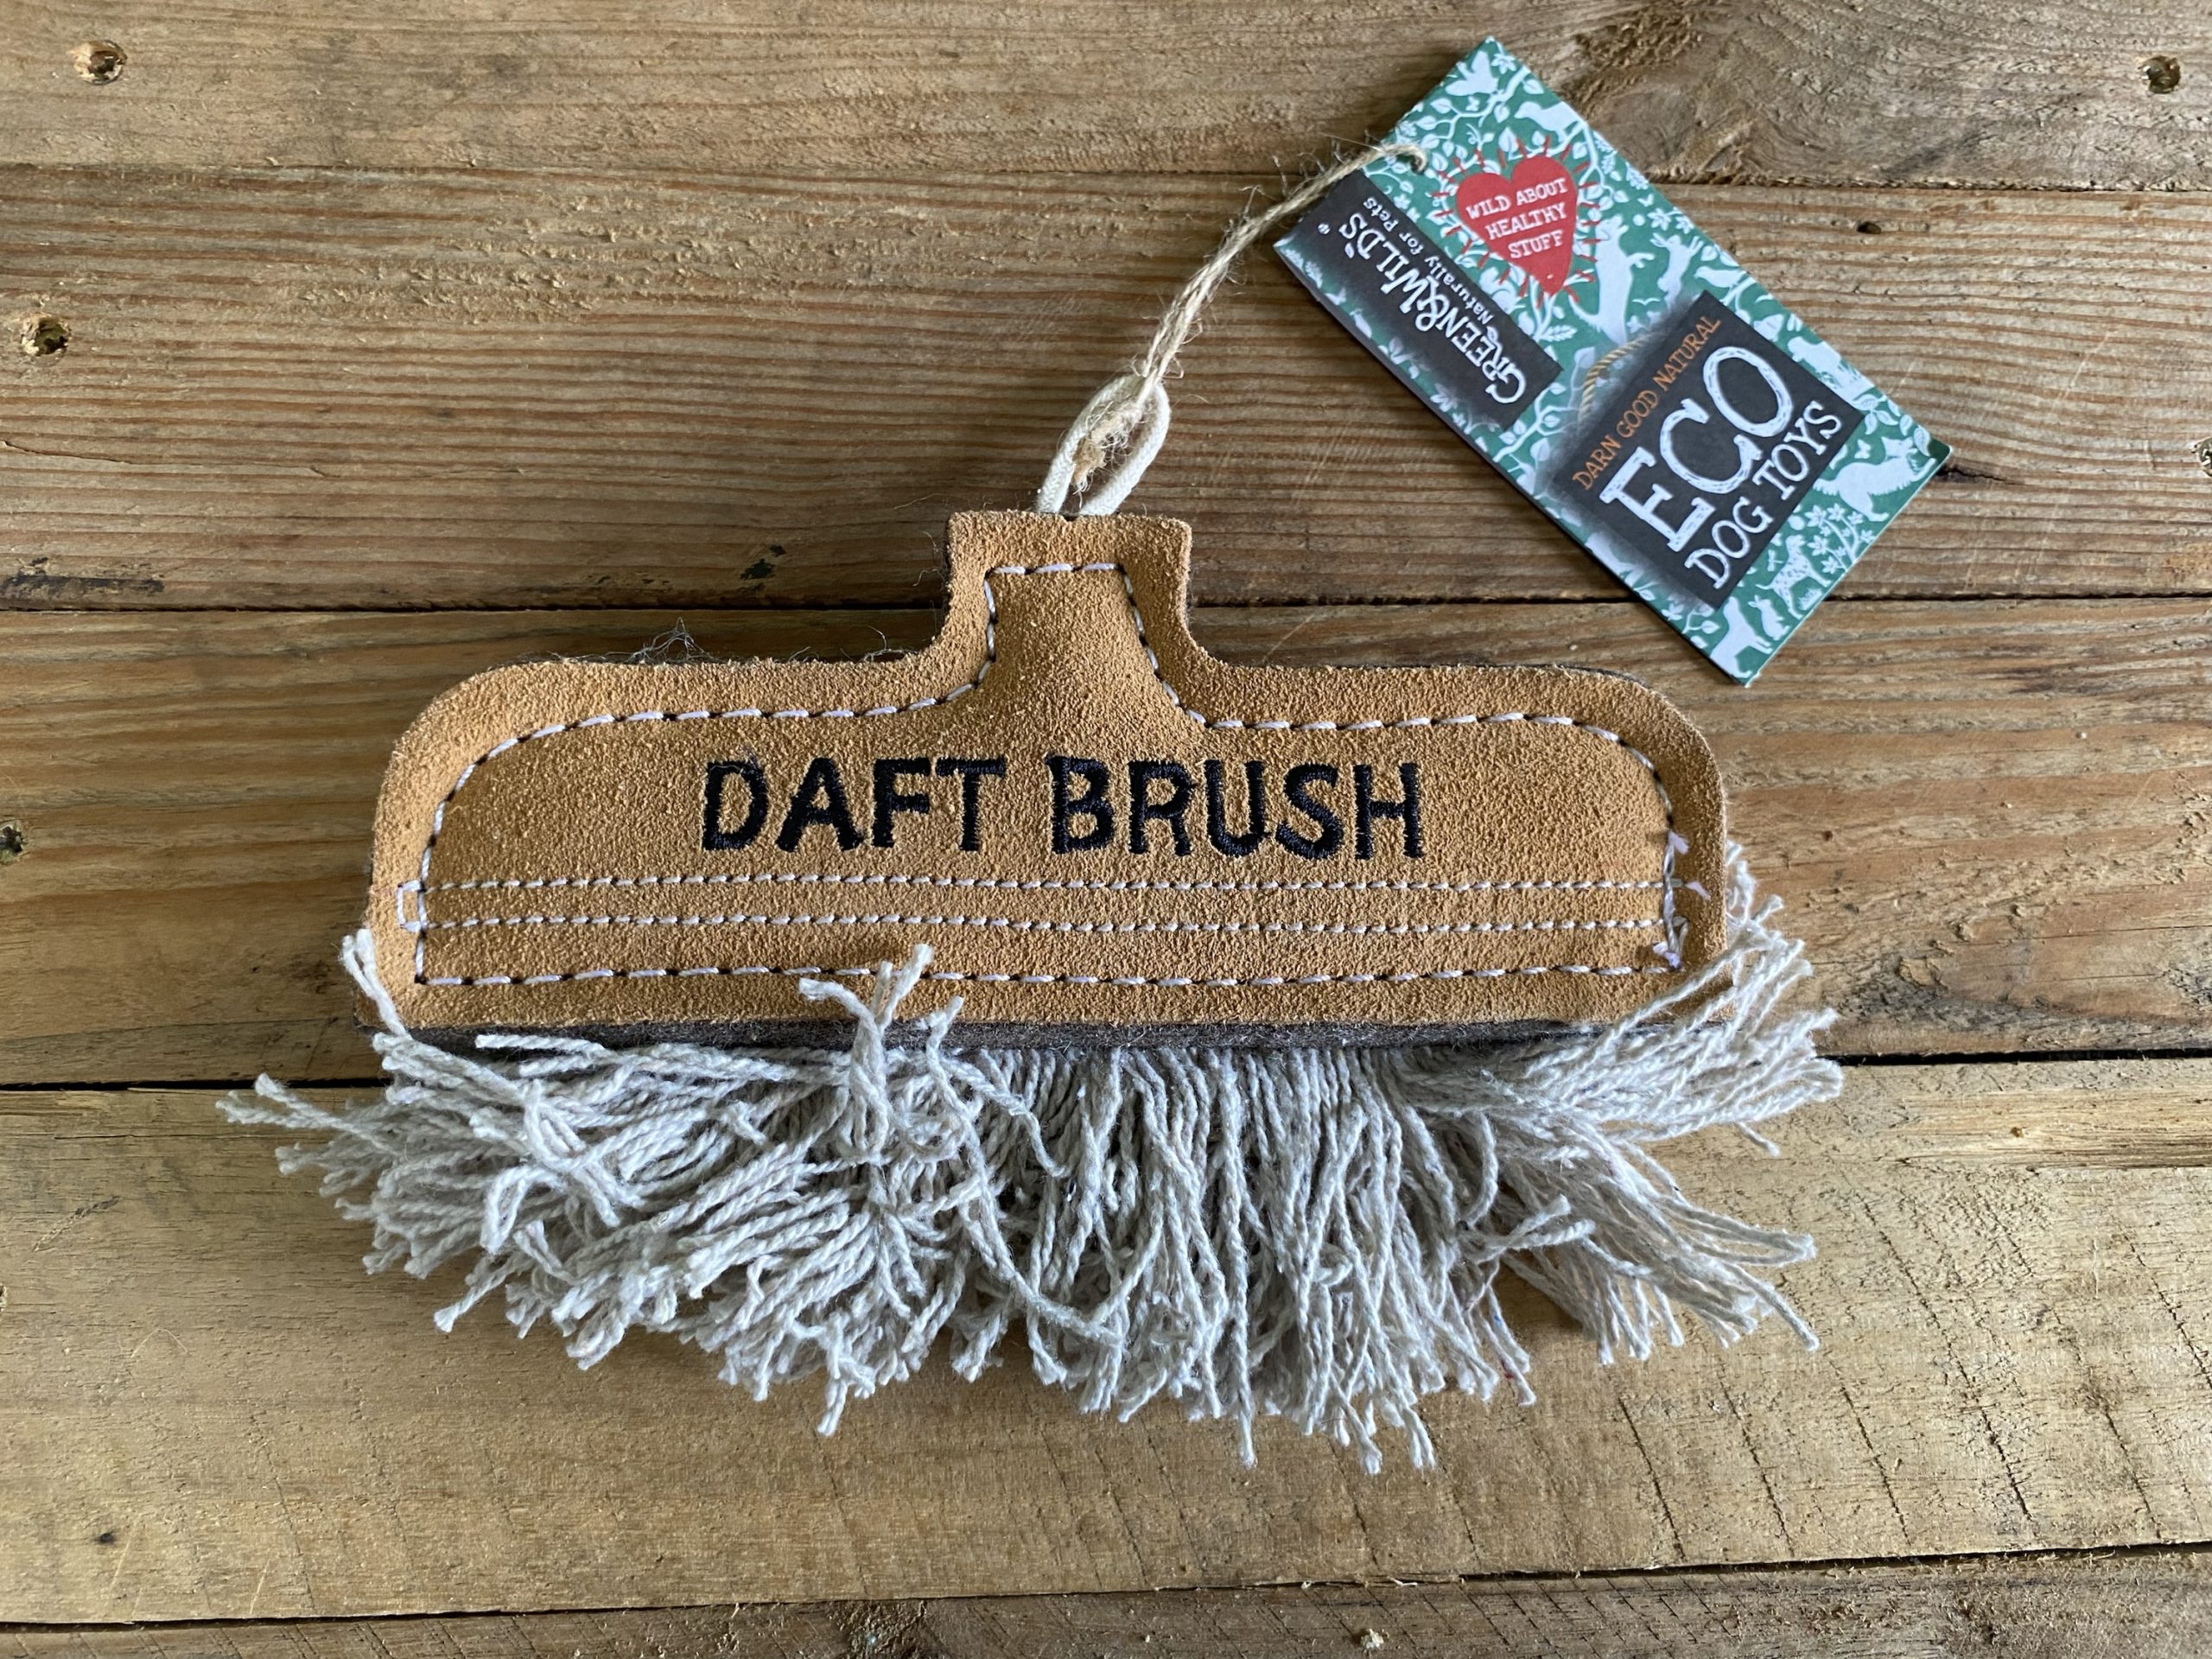 WILD ABOUT
HEALTHY
STUFF
GREEN&WILD'S
Naturally for Pets
DARN GOOD NATURAL
ECO
DOG TOYS
DAFT BRUSH